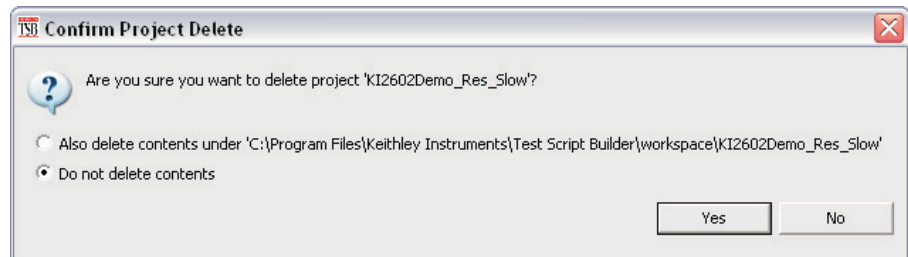 TSB Confirm Project Delete
Are you sure you want to delete project 'KI2602Demo_Res_Slow'?
Also delete contents under 'C:\Program Files\Keithley Instruments\Test Script Builder\workspace\KI2602Demo_Res_Slow'
Do not delete contents
Yes
No